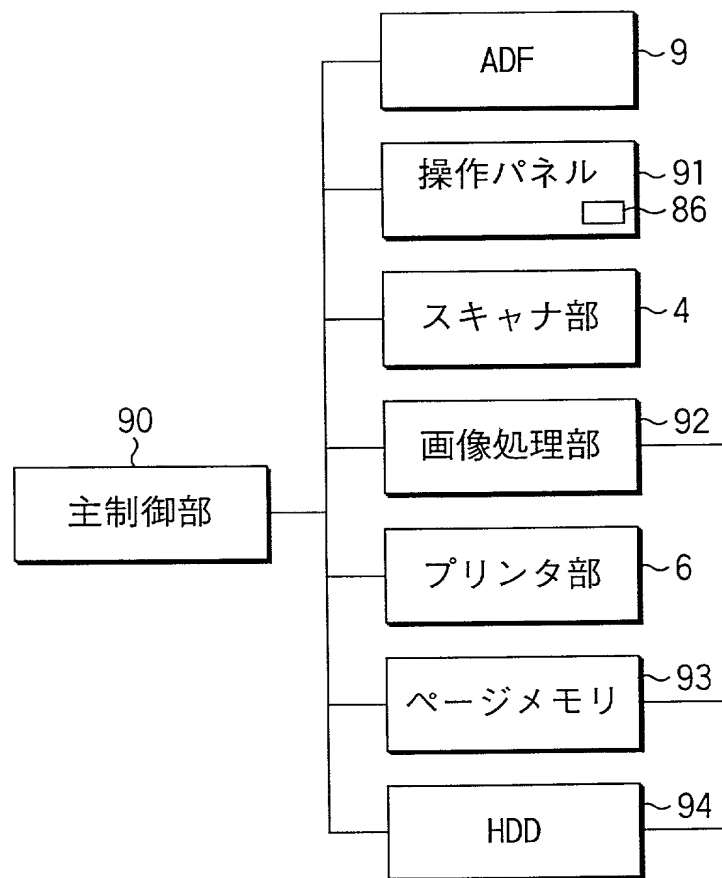 ADF
9
操作パネル
91
86
スキャナ部
4
90
主制御部
画像処理部
92
プリンタ部
6
ページメモリ
93
HDD
94